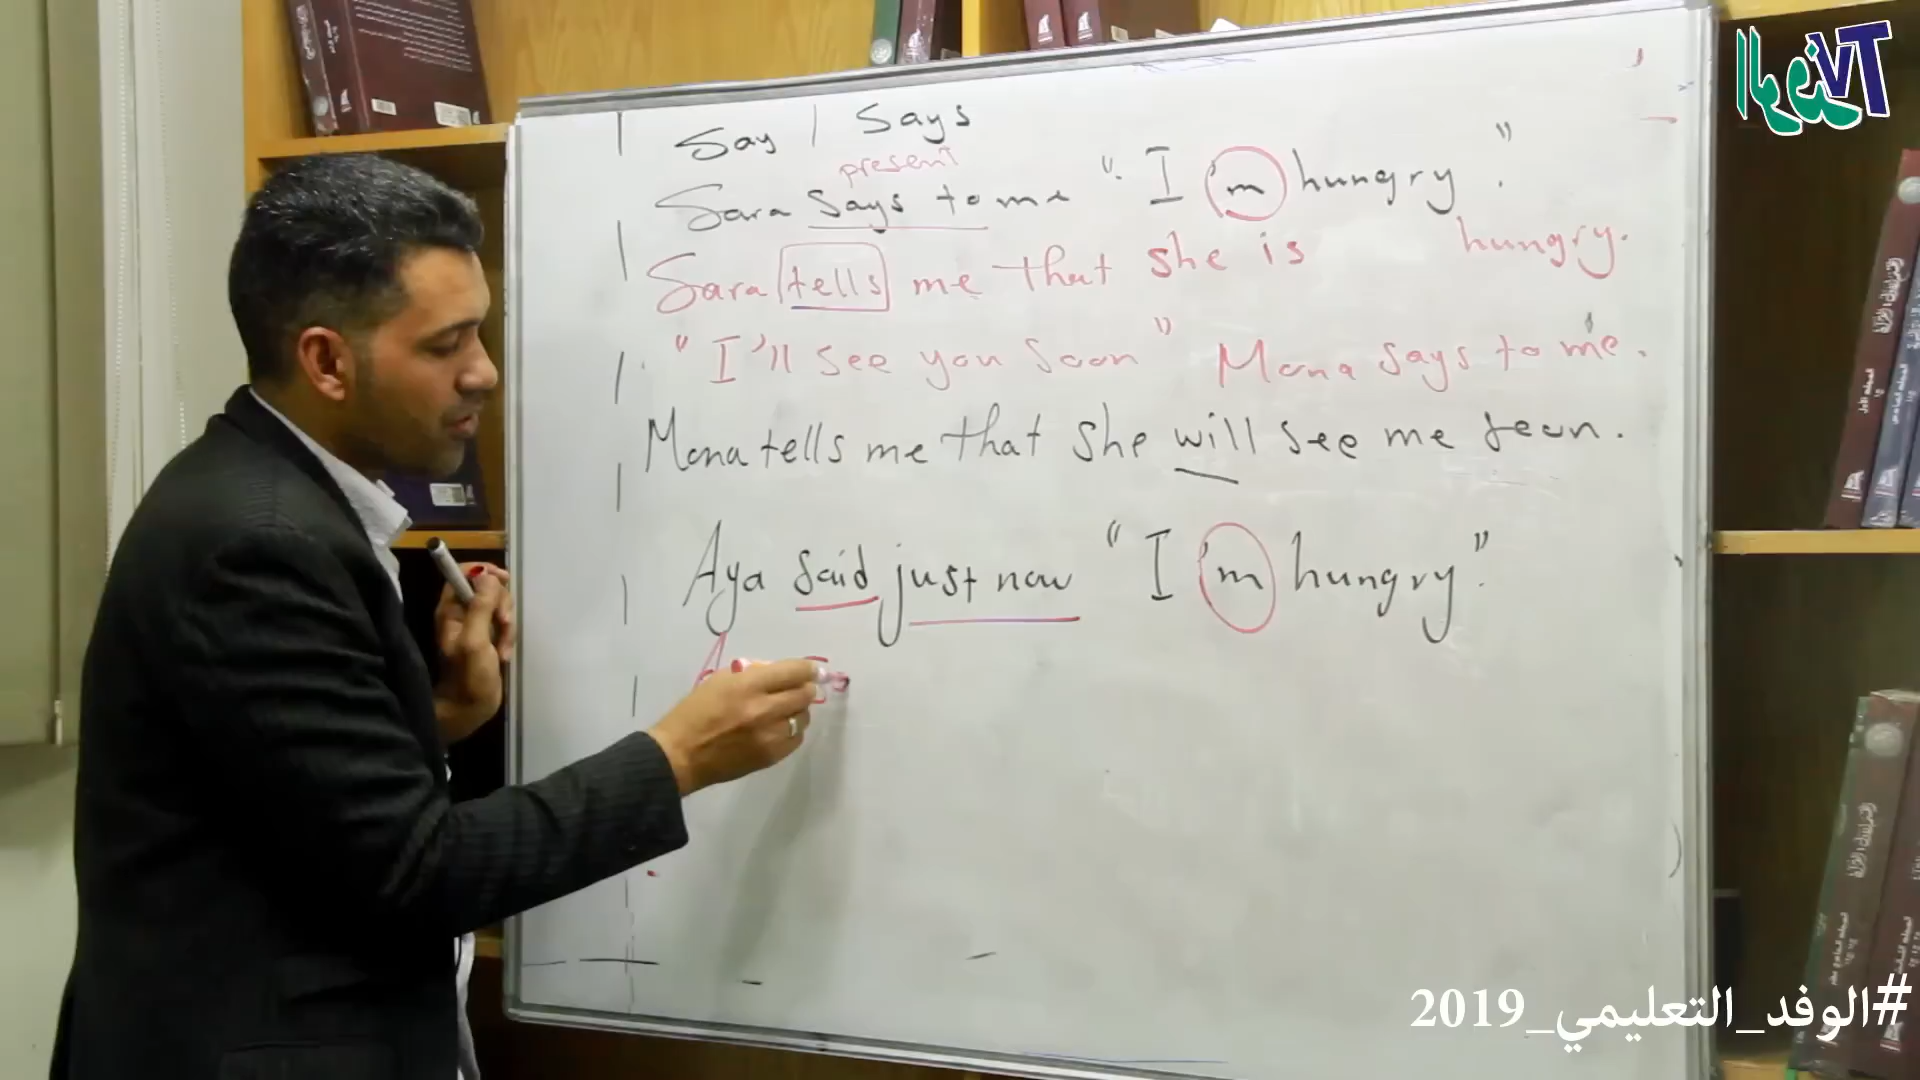 Say / Says
present
Sara says to me "I'm hungry."
Sara tells me that she is hungry.
"I'll see you soon" Mona says to me.
Mona tells me that she will see me soon.
Aya said just now "I'm hungry".
#الوفد_التعليمي_2019